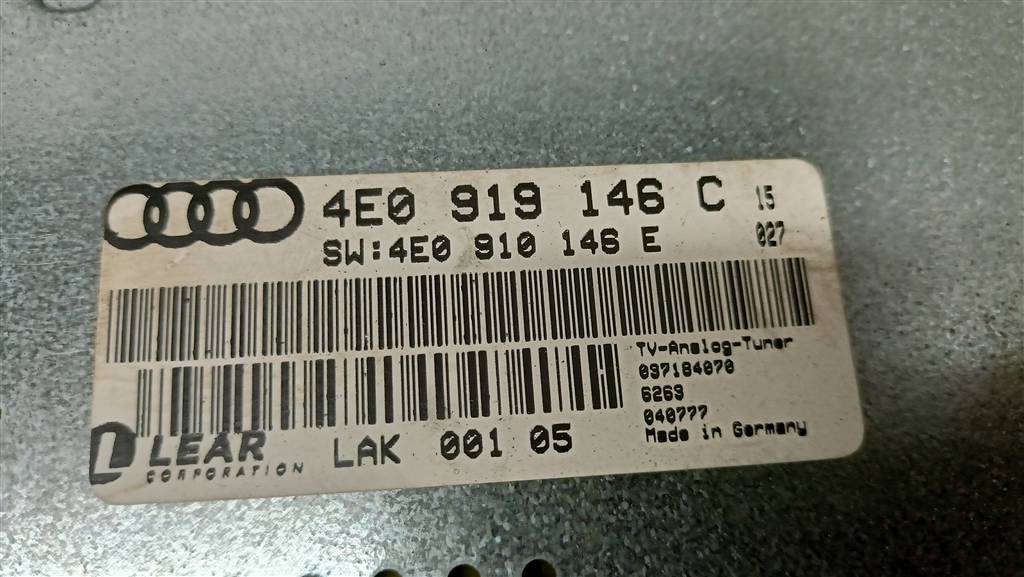 4E0 919 146 C 15
SW:4E0 910 146 E 027
TV-Analog-Tuner
037184070
6263
040777
Made in Germany
LEAR
CORPORATION
LAK 001 05